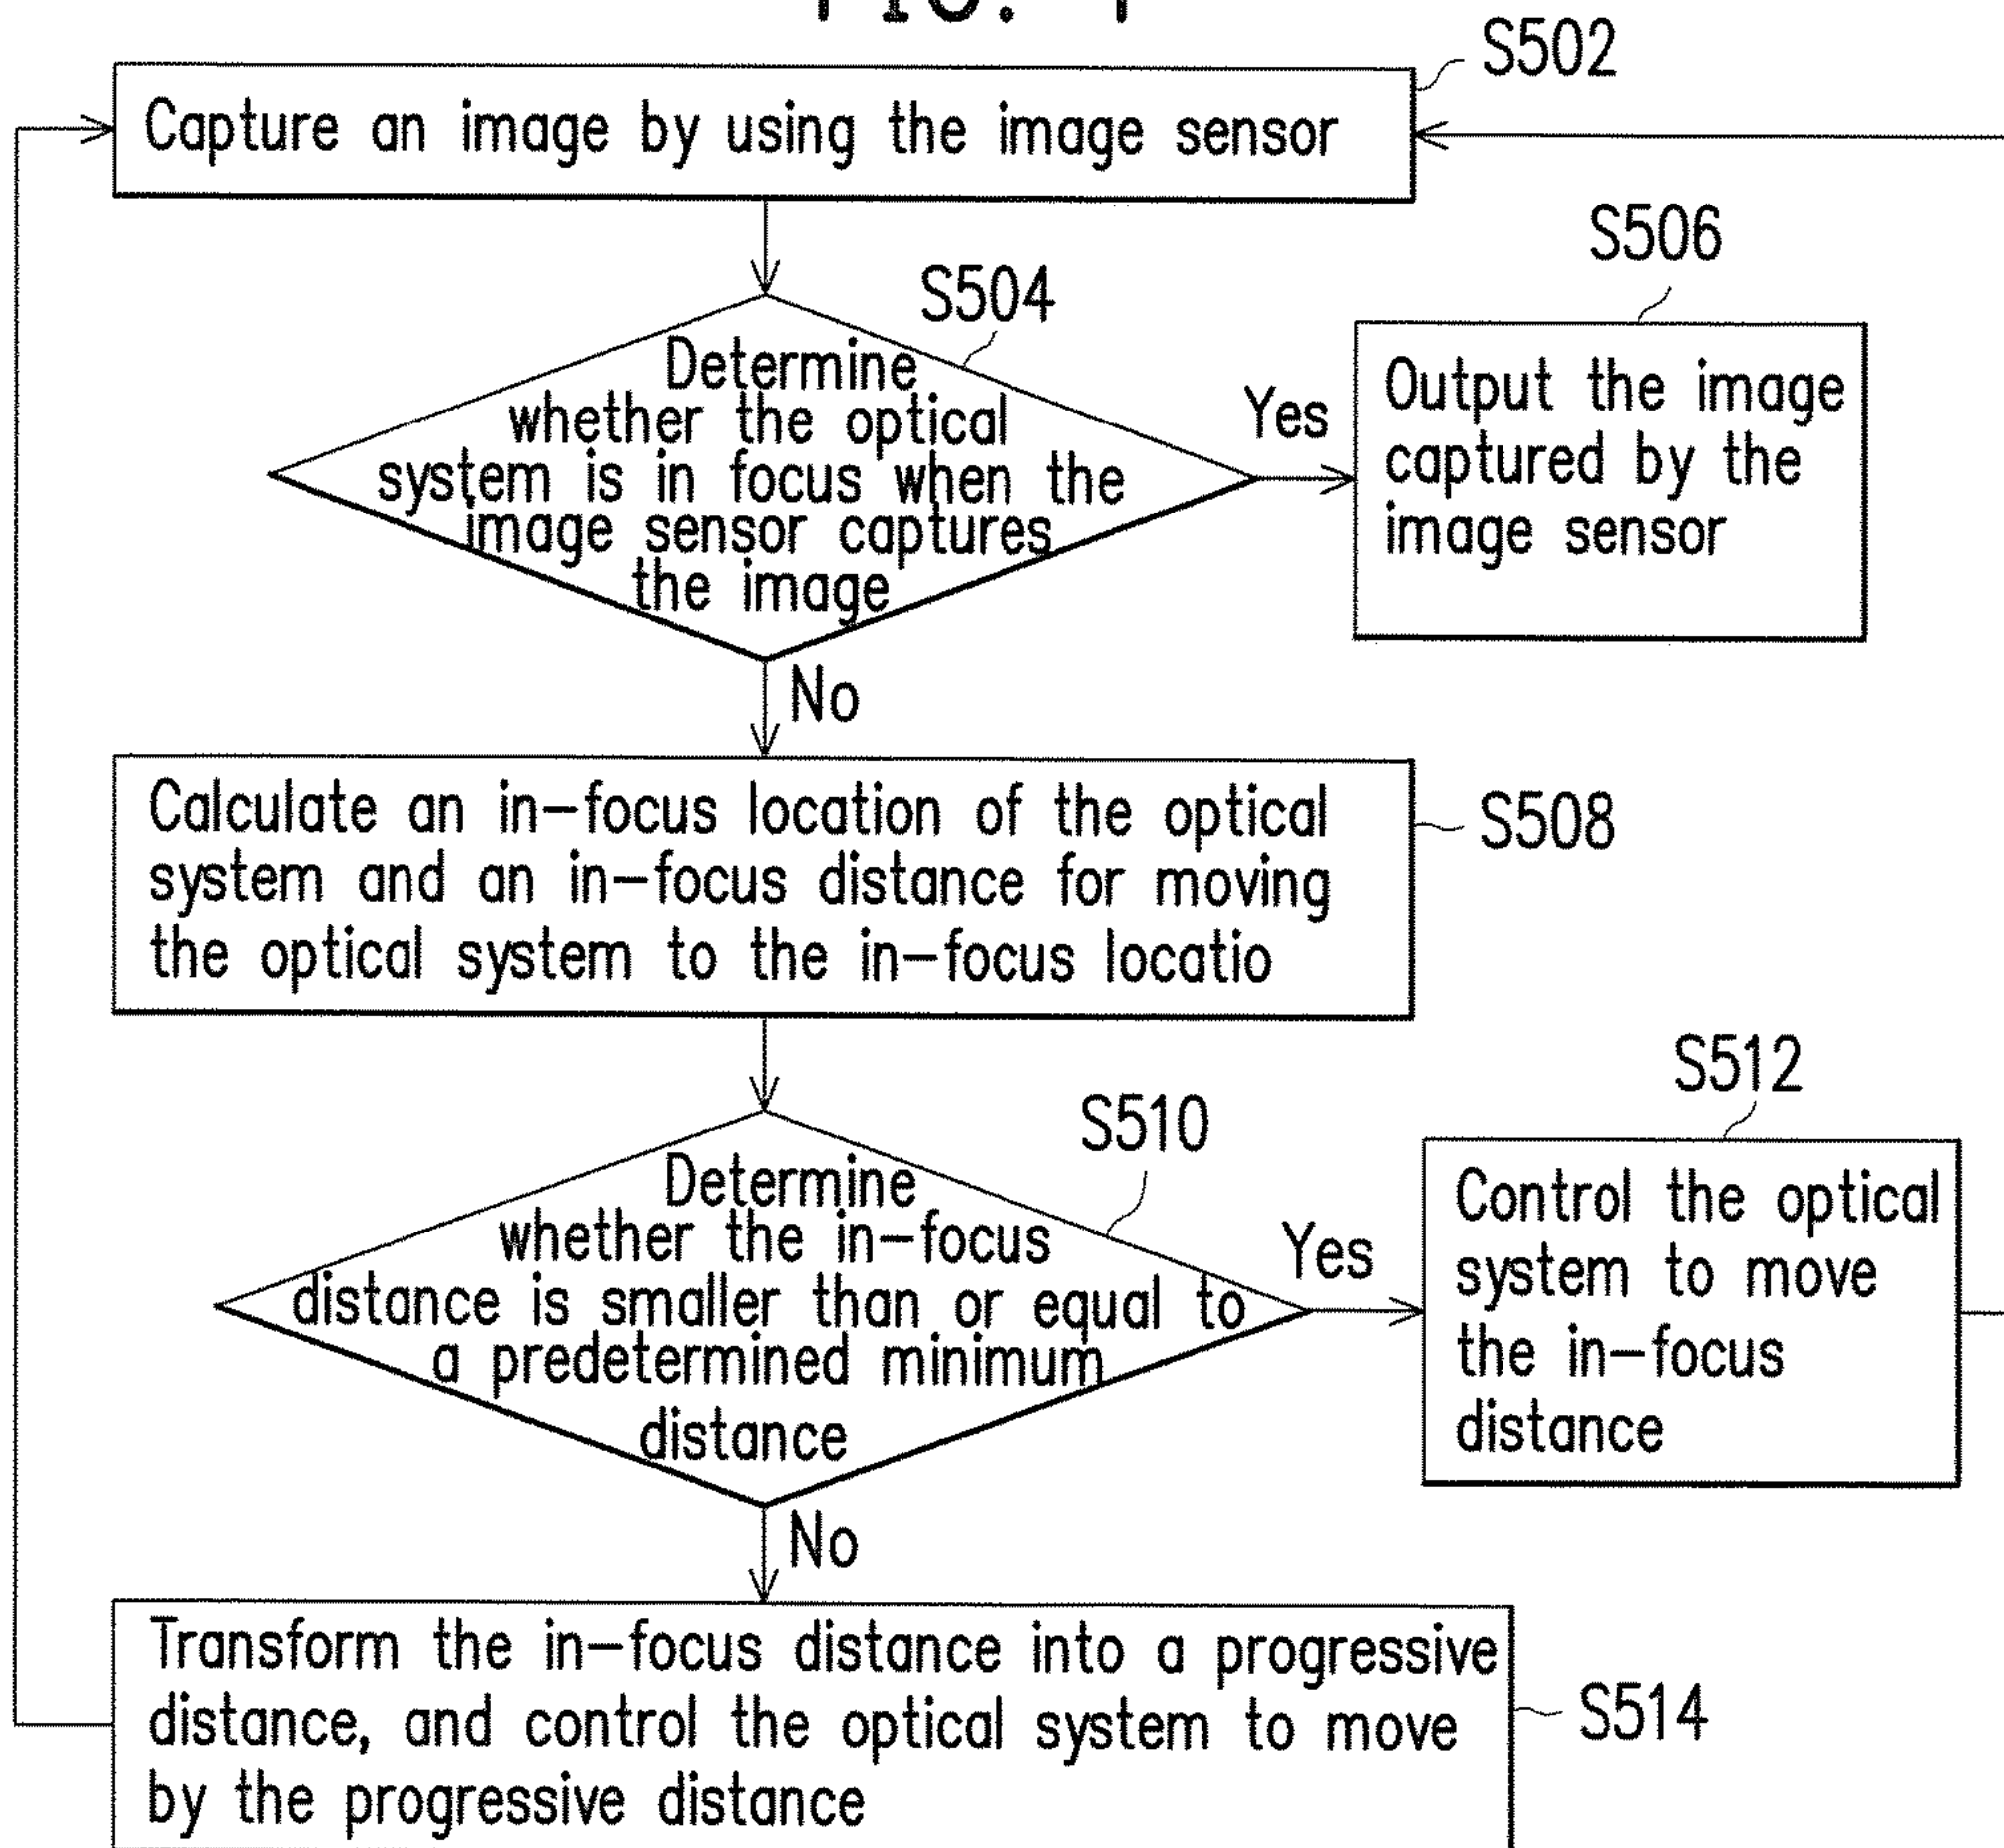 FIG.
S502
Capture an image by using the image sensor
S504
Determine
whether the optical
system is in focus when the
image sensor captures
the image
Yes
S506
Output the image
captured by the
image sensor
No
S508
Calculate an in-focus location of the optical
system and an in-focus distance for moving
the optical system to the in-focus locatio
S510
Determine
whether the in-focus
distance is smaller than or equal to
a predetermined minimum
distance
Yes
S512
Control the optical
system to move
the in-focus
distance
No
Transform the in-focus distance into a progressive
distance, and control the optical system to move
by the progressive distance
S514